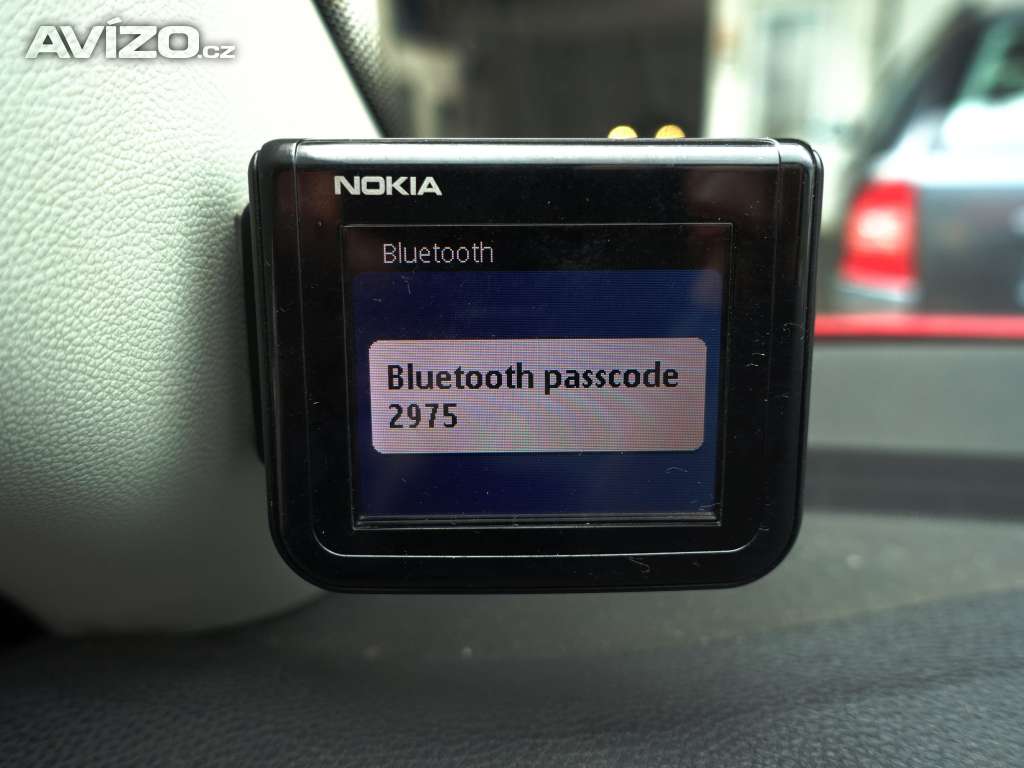 AVÍZO.cz
NOKIA
Bluetooth
Bluetooth passcode
2975